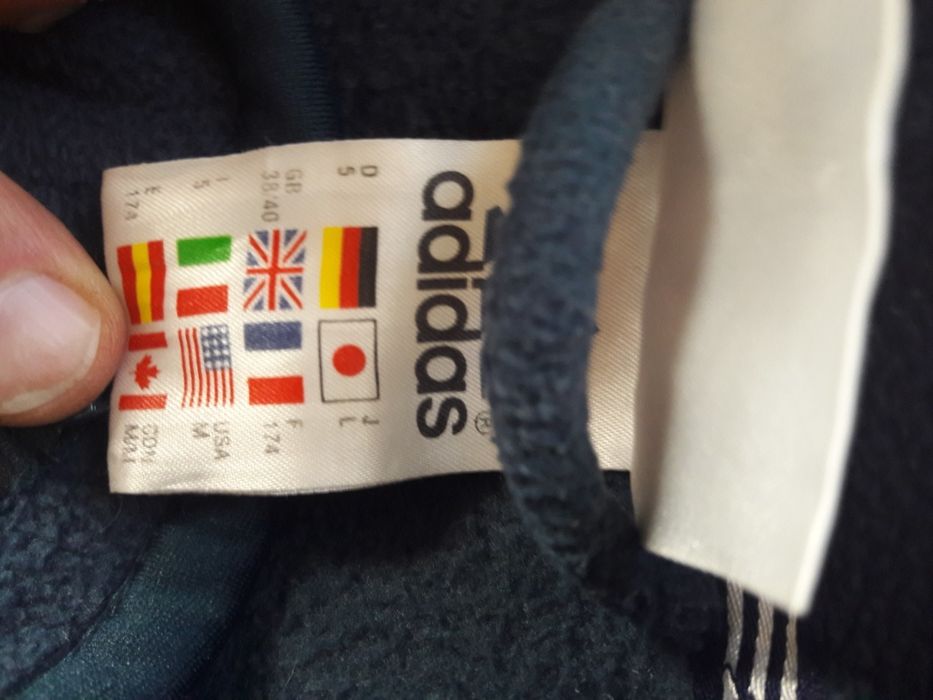 adidas ®
D J
5 L
GB F
38/40 174
I USA
5 M
E CDN
174